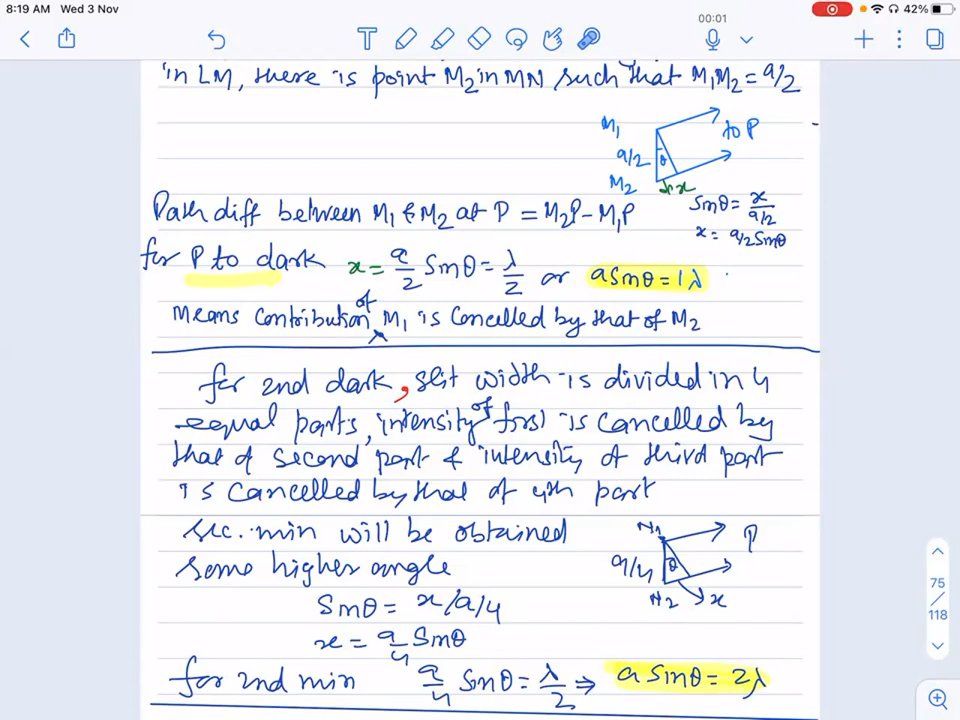 8:19 AM Wed 3 Nov
42%
00:01
in LM, there is point M₂ in MN such that M₁M₂ = a/2
M₁
to P
a/2
θ
M₂
x
Path diff between M₁ & M₂ at P = M₂P - M₁P
Sinθ = x/a/2
x = a/2 Sinθ
for P to dark x = a/2 Sinθ = λ/2 or a Sinθ = 1λ
Means contribution of M₁ is cancelled by that of M₂
for 2nd dark, slit width is divided in 4
equal parts, intensity of first is cancelled by
that of second part & intensity of third part
is cancelled by that of 4th part
sec. min will be obtained
some higher angle
N₁
P
a/4
θ
N₂
x
Sinθ = x/a/4
x = a/4 Sinθ
for 2nd min a/4 Sinθ = λ/2 ⇒ a Sinθ = 2λ
75
/
118